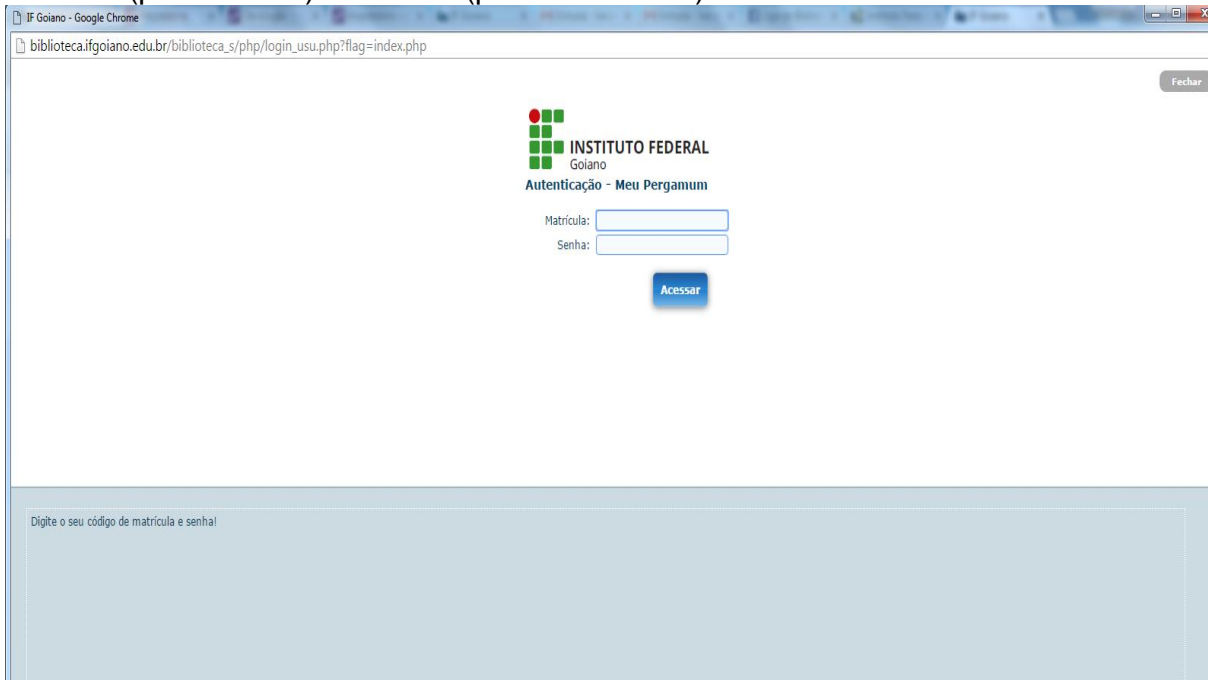 IF Goiano - Google Chrome
biblioteca.ifgoiano.edu.br/biblioteca_s/php/login_usu.php?flag=index.php
Fechar
INSTITUTO FEDERAL
Goiano
Autenticação - Meu Pergamum
Matrícula:
Senha:
Acessar
Digite o seu código de matrícula e senha!